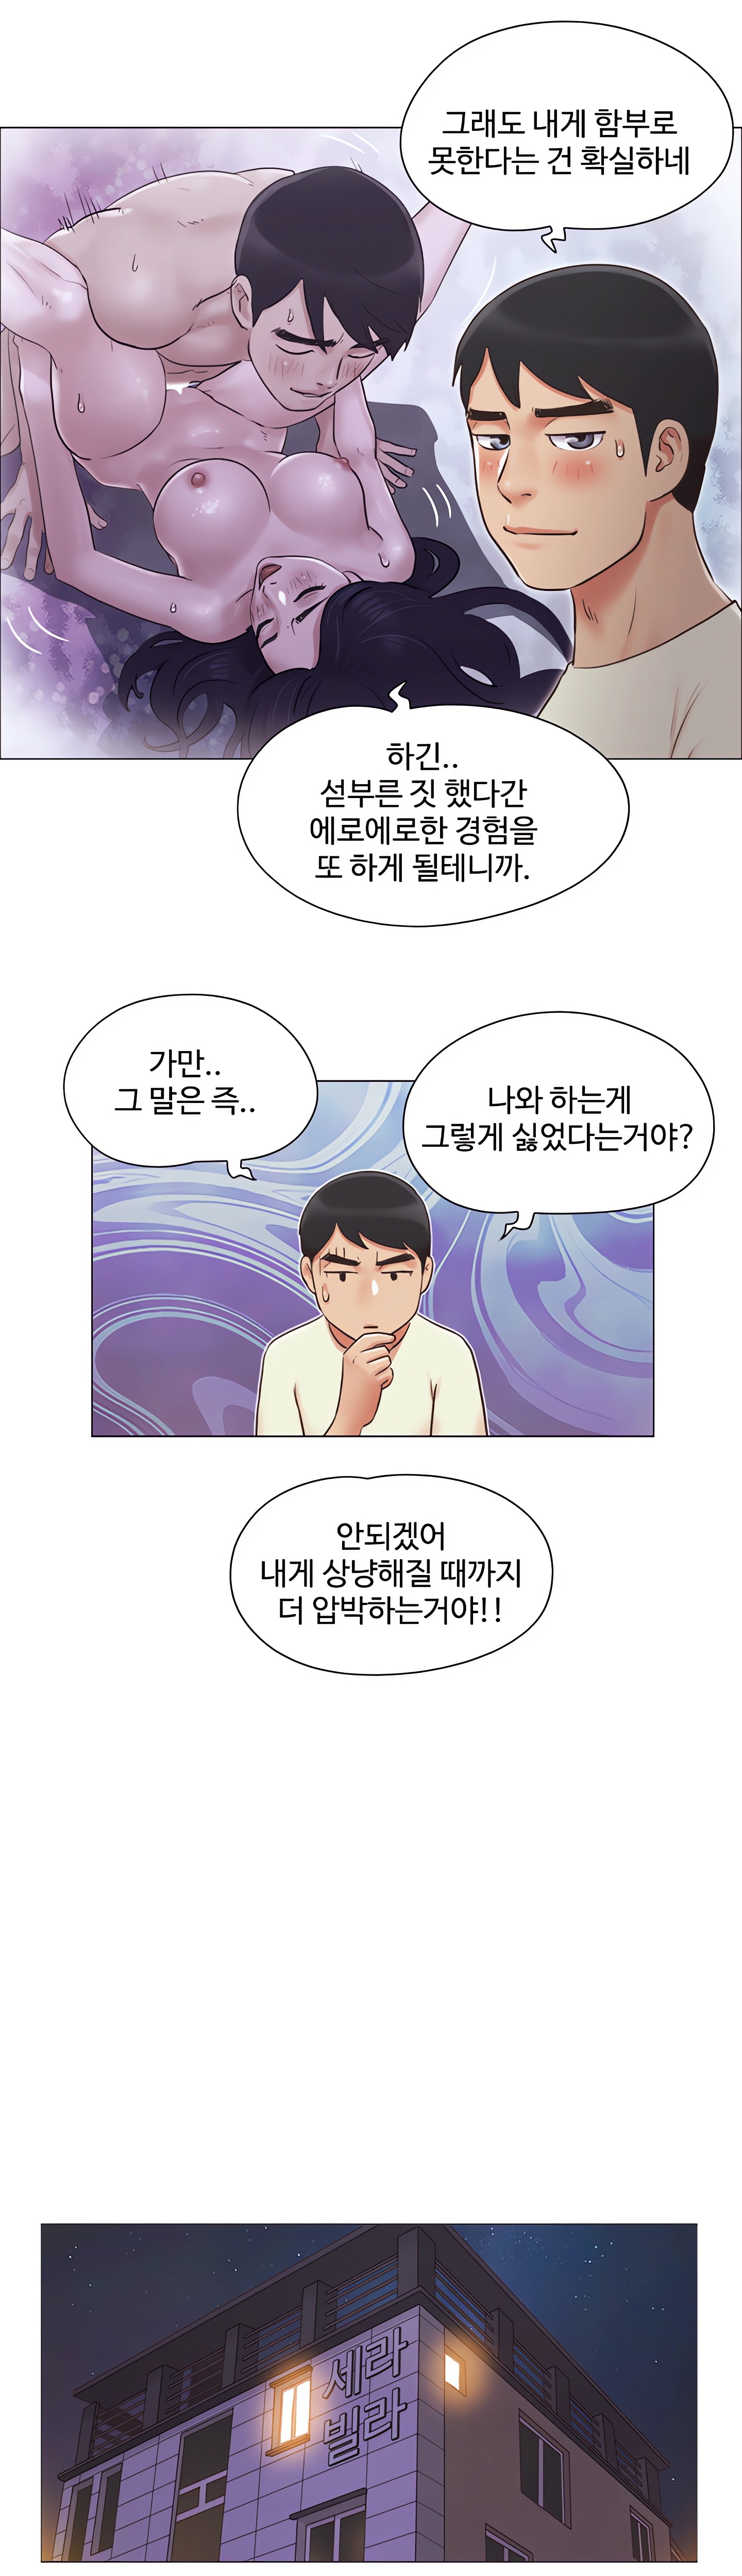 그래도 내게 함부로
못한다는 건 확실하네
하긴..
섣부른 짓 했다간
에로에로한 경험을
또 하게 될테니까.
가만..
그 말은 즉..
나와 하는게
그렇게 싫었다는거야?
안되겠어
내게 상냥해질 때까지
더 압박하는거야!!
세라
빌라